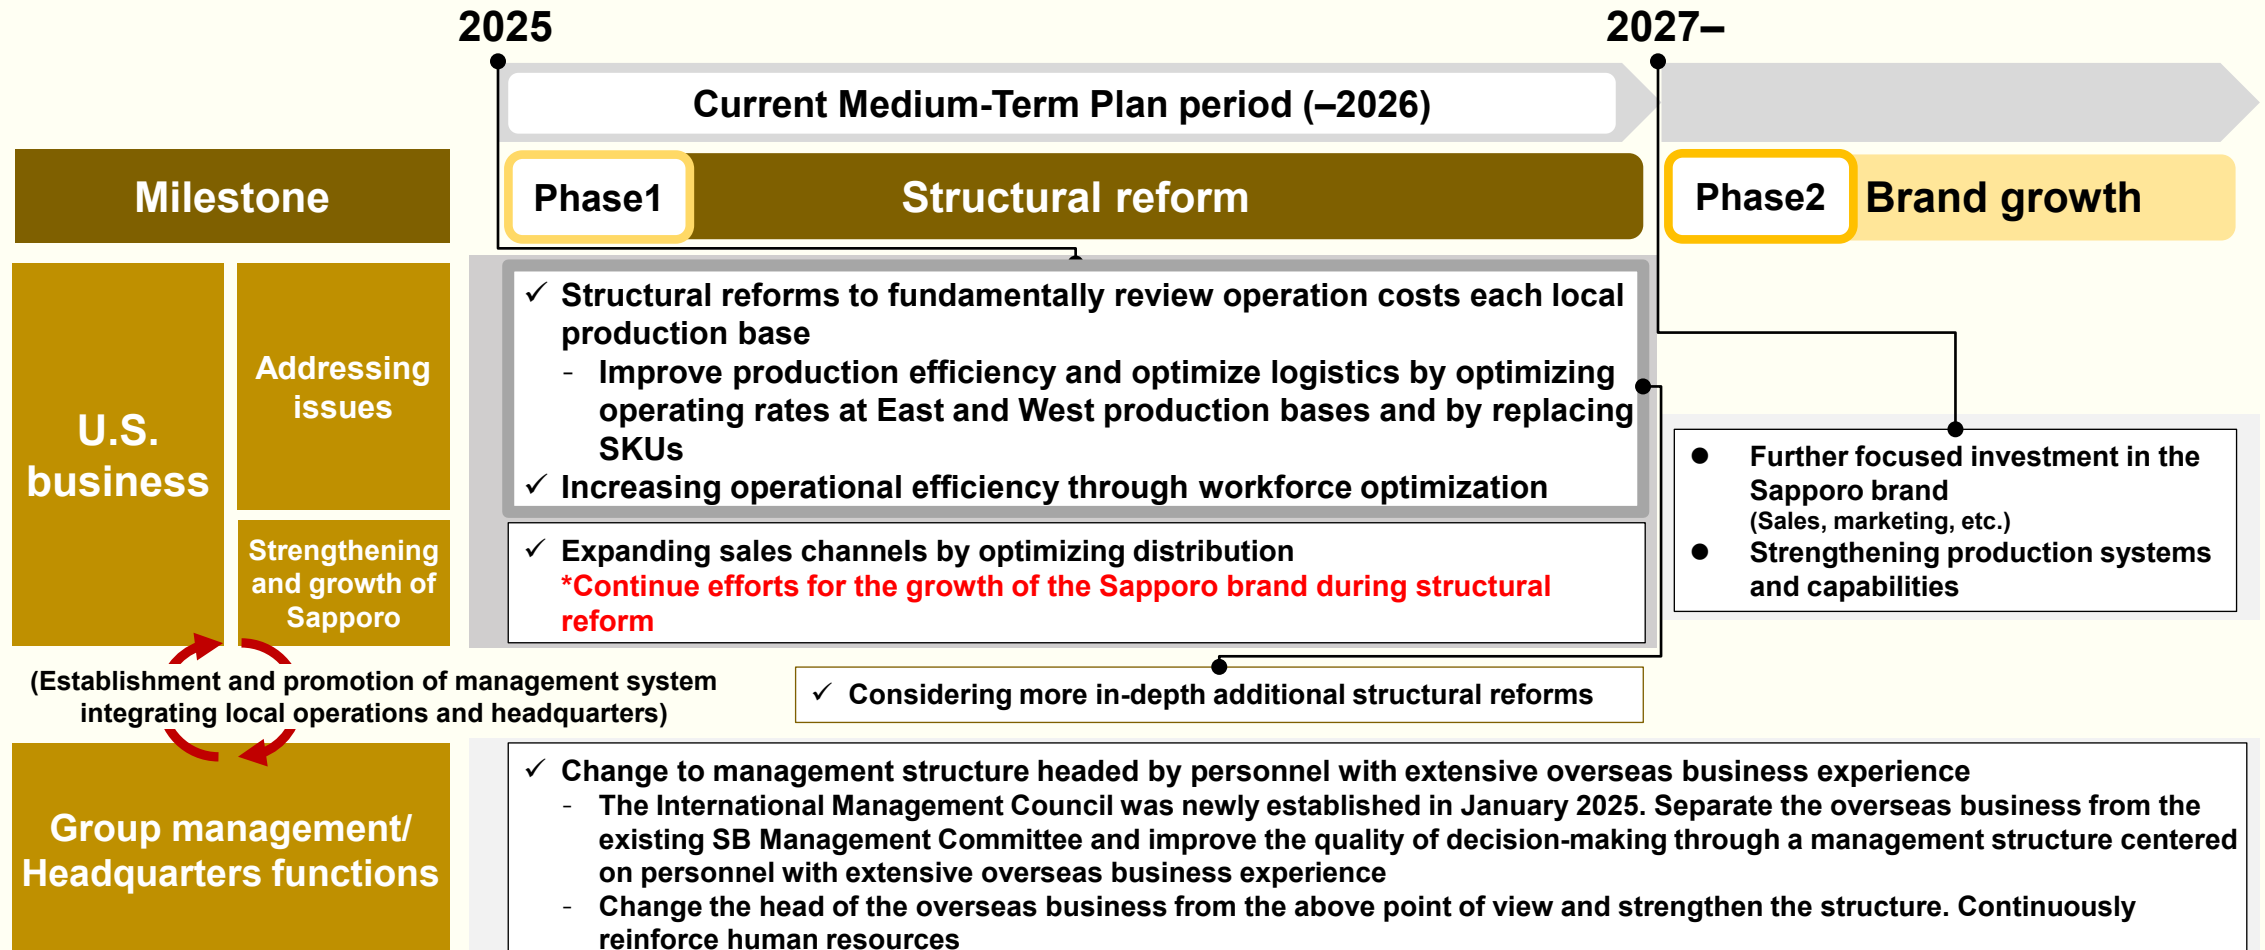 2025
2027–
Current Medium-Term Plan period (–2026)
Milestone
Phase1
Structural reform
Phase2
Brand growth
U.S.
business
Addressing
issues
✓ Structural reforms to fundamentally review operation costs each local
production base
- Improve production efficiency and optimize logistics by optimizing
operating rates at East and West production bases and by replacing
SKUs
✓ Increasing operational efficiency through workforce optimization
Strengthening
and growth of
Sapporo
✓ Expanding sales channels by optimizing distribution
*Continue efforts for the growth of the Sapporo brand during structural
reform
● Further focused investment in the
Sapporo brand
(Sales, marketing, etc.)
● Strengthening production systems
and capabilities
(Establishment and promotion of management system
integrating local operations and headquarters)
✓ Considering more in-depth additional structural reforms
Group management/
Headquarters functions
✓ Change to management structure headed by personnel with extensive overseas business experience
- The International Management Council was newly established in January 2025. Separate the overseas business from the
existing SB Management Committee and improve the quality of decision-making through a management structure centered
on personnel with extensive overseas business experience
- Change the head of the overseas business from the above point of view and strengthen the structure. Continuously
reinforce human resources